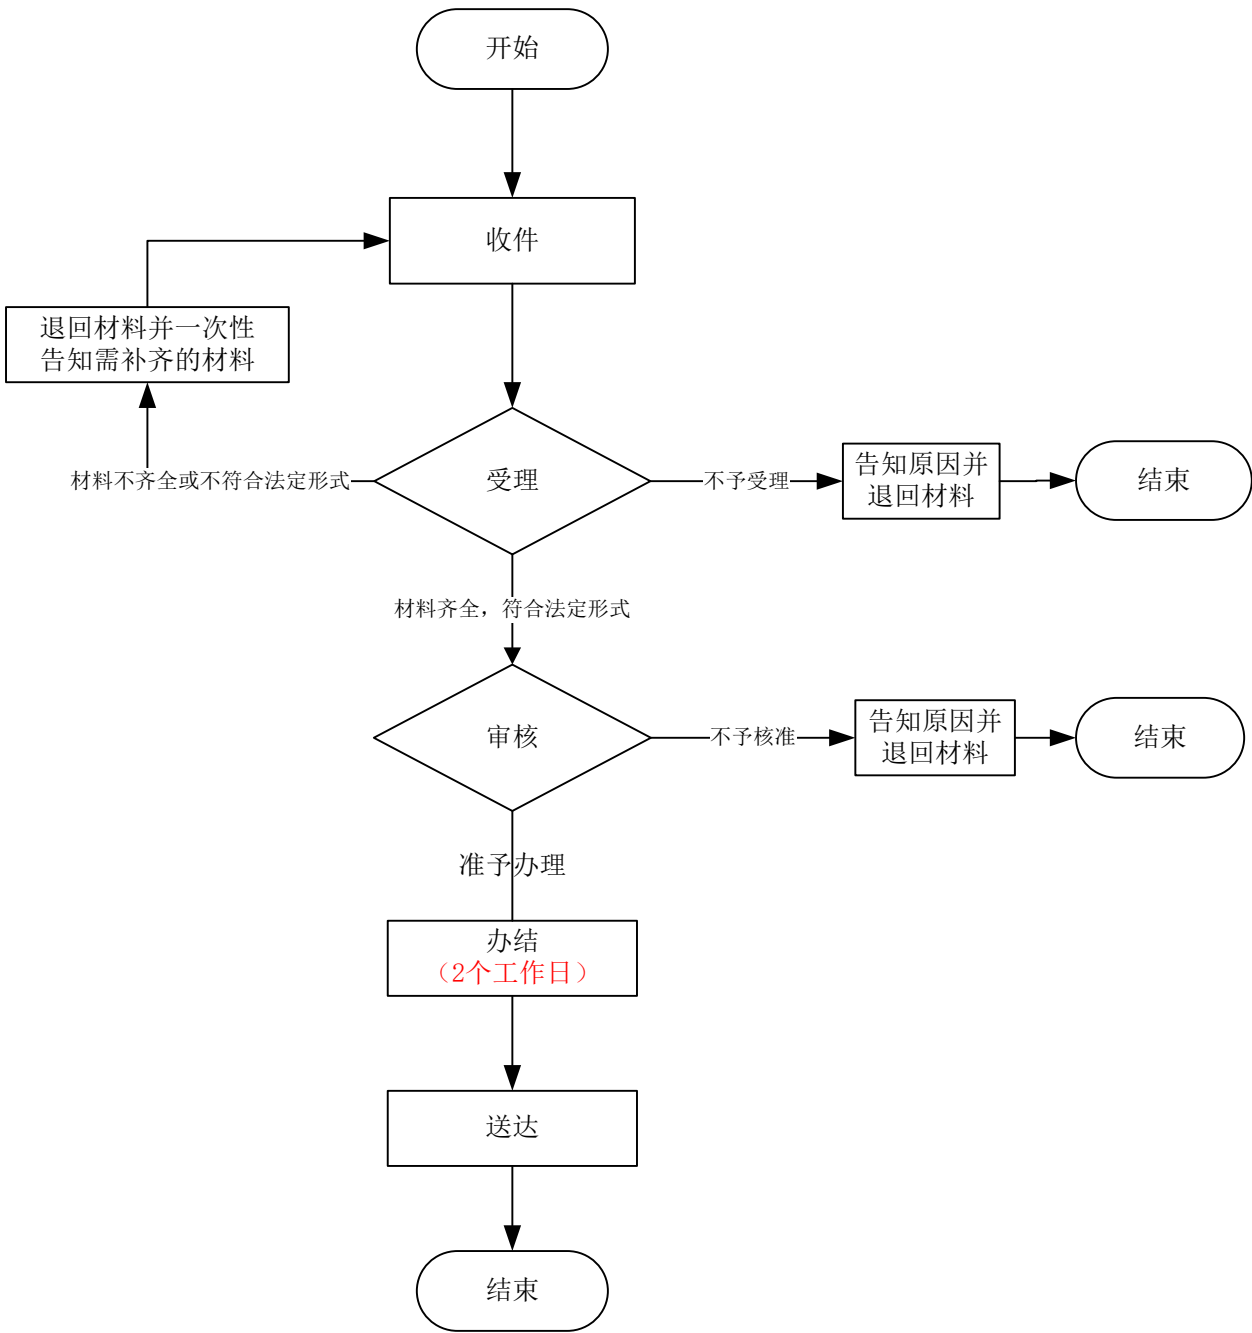 开始
收件
退回材料并一次性
告知需补齐的材料
材料不齐全或不符合法定形式
受理
不予受理
告知原因并
退回材料
结束
材料齐全，符合法定形式
审核
不予核准
告知原因并
退回材料
结束
准予办理
办结
（2个工作日）
送达
结束